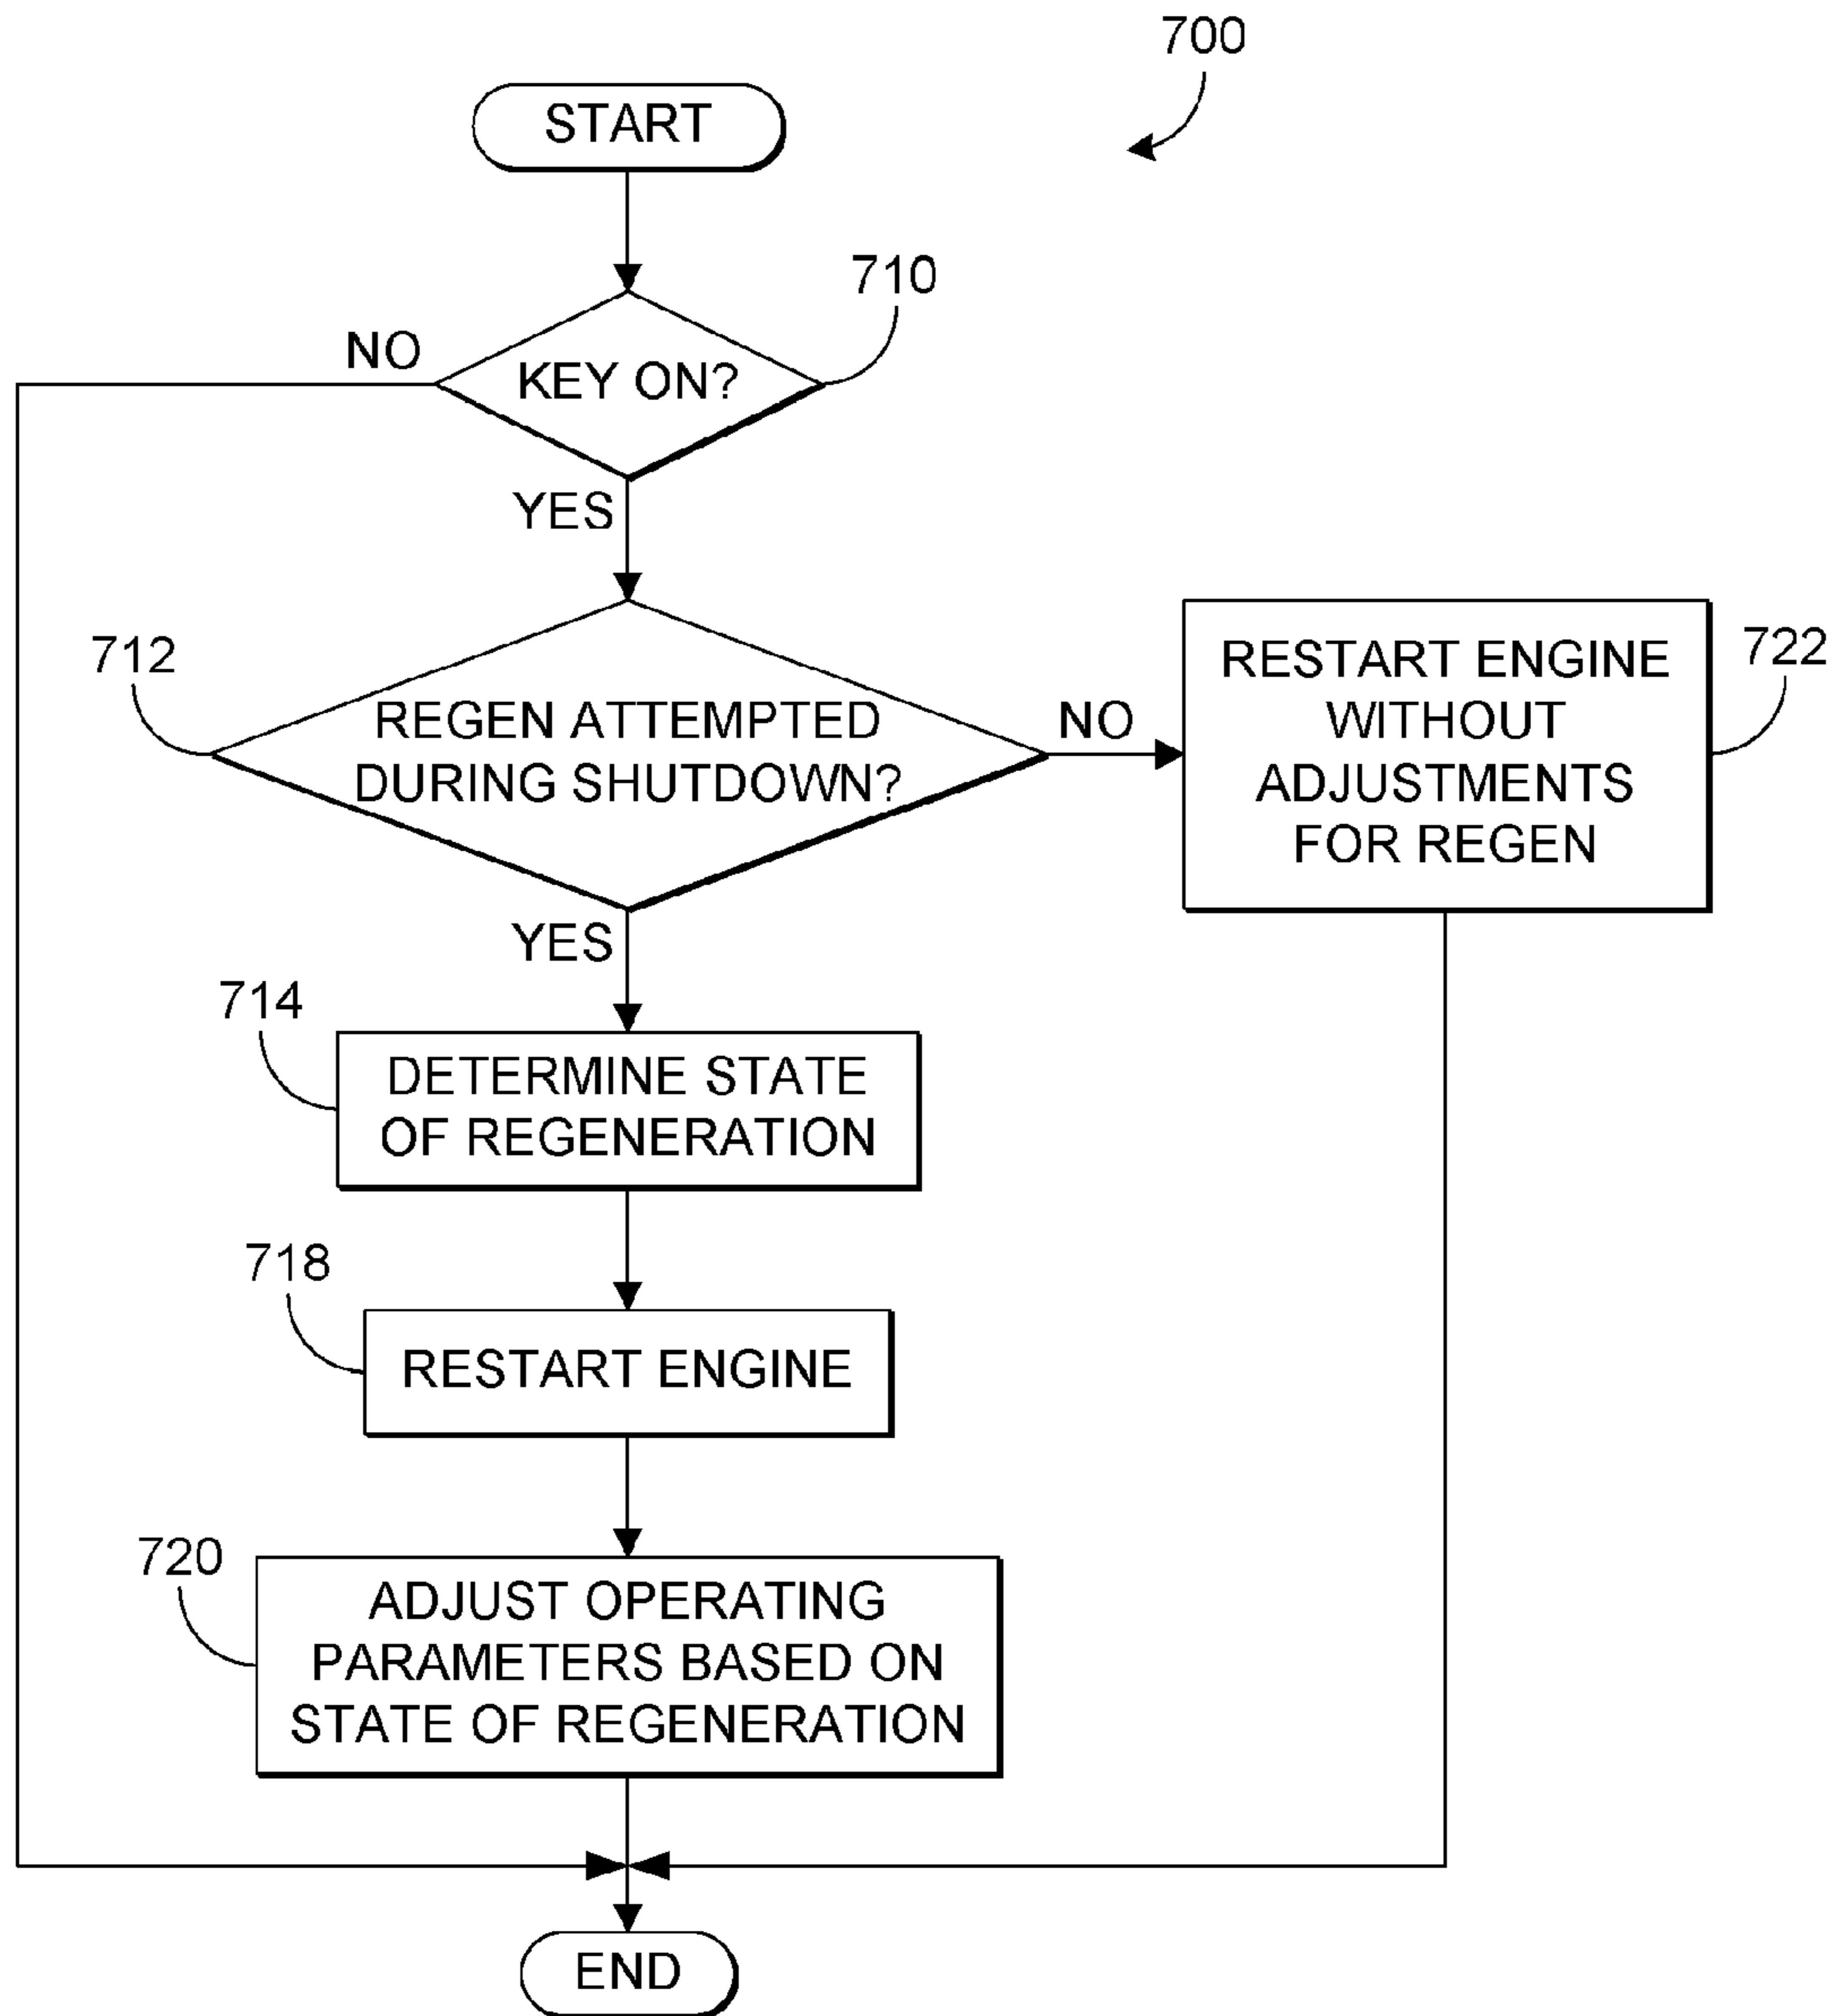 700
START
710
NO
KEY ON?
YES
712
REGEN ATTEMPTED
DURING SHUTDOWN?
NO
RESTART ENGINE
WITHOUT
ADJUSTMENTS
FOR REGEN
722
YES
714
DETERMINE STATE
OF REGENERATION
718
RESTART ENGINE
720
ADJUST OPERATING
PARAMETERS BASED ON
STATE OF REGENERATION
END